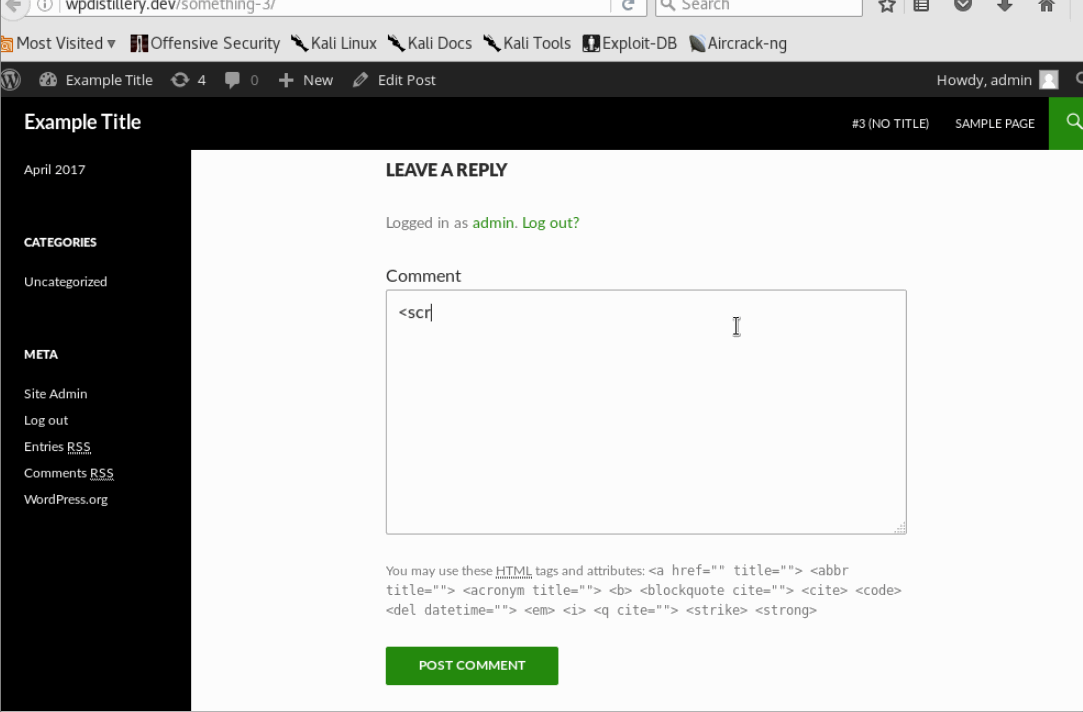 wpdistillery.dev/something-3/ Search
Most Visited Offensive Security Kali Linux Kali Docs Kali Tools Exploit-DB Aircrack-ng
Example Title 4 0 New Edit Post Howdy, admin
Example Title #3 (NO TITLE) SAMPLE PAGE
April 2017
CATEGORIES
Uncategorized
META
Site Admin
Log out
Entries RSS
Comments RSS
WordPress.org
LEAVE A REPLY
Logged in as admin. Log out?
Comment
<scr
You may use these HTML tags and attributes: <a href="" title=""> <abbr
title=""> <acronym title=""> <b> <blockquote cite=""> <cite> <code>
<del datetime=""> <em> <i> <q cite=""> <strike> <strong>
POST COMMENT